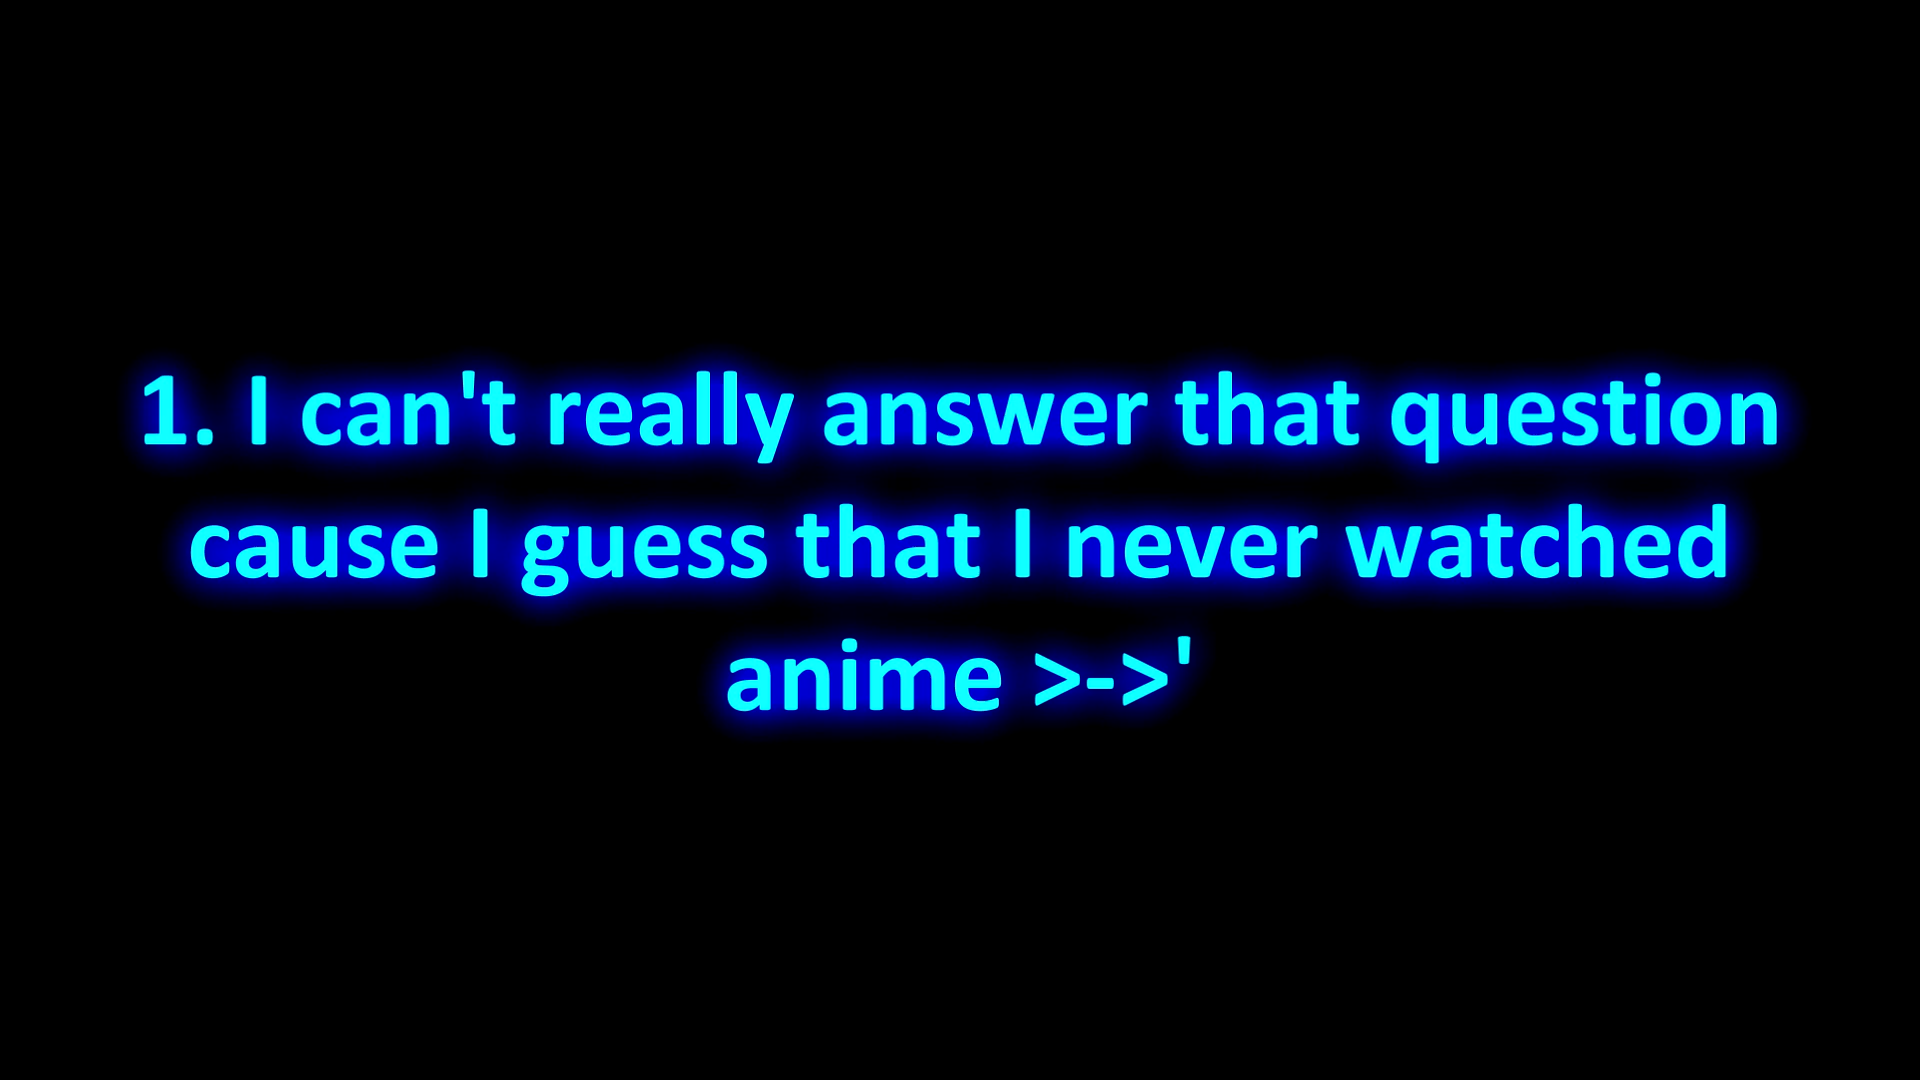 1. I can't really answer that question
cause I guess that I never watched
anime >->'